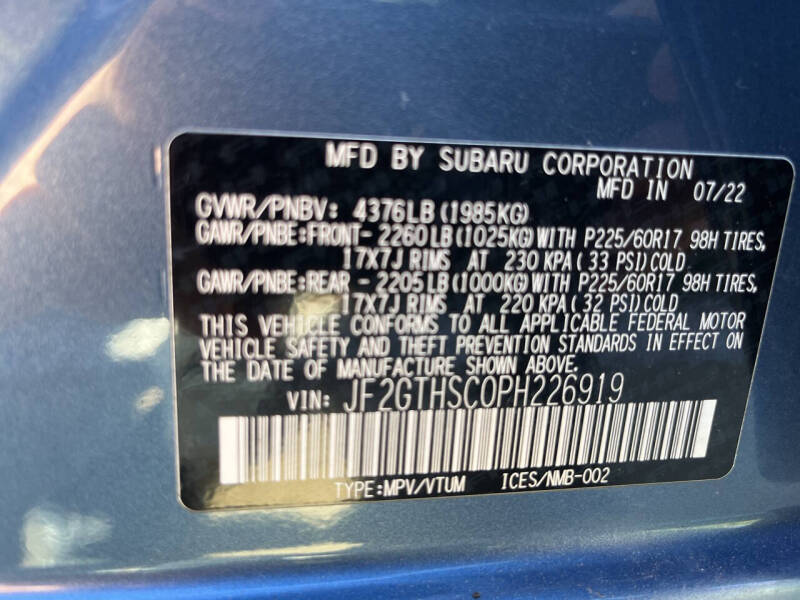 MFD BY SUBARU CORPORATION
MFD IN 07/22
GVWR/PNBV: 4376LB(1985KG)
GAWR/PNBE:FRONT-2260LB(1025KG)WITH P225/60R17 98H TIRES,
17X7J RIMS AT 230 KPA(33 PSI)COLD
GAWR/PNBE:REAR -2205LB(1000KG)WITH P225/60R17 98H TIRES,
17X7J RIMS AT 220 KPA(32 PSI)COLD
THIS VEHICLE CONFORMS TO ALL APPLICABLE FEDERAL MOTOR
VEHICLE SAFETY AND THEFT PREVENTION STANDARDS IN EFFECT ON
THE DATE OF MANUFACTURE SHOWN ABOVE.
VIN: JF2GTHSC0PH226919
TYPE:MPV/VTUM ICES/NMB-002